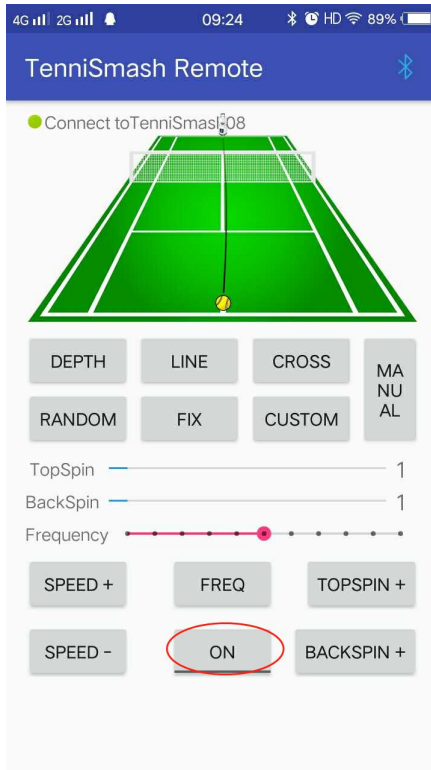 4G 2G 09:24 HD 89%
TenniSmash Remote
Connect toTenniSmash08
DEPTH LINE CROSS
MA
NU
AL
RANDOM FIX CUSTOM
TopSpin 1
BackSpin 1
Frequency
SPEED + FREQ TOPSPIN +
SPEED - ON BACKSPIN +